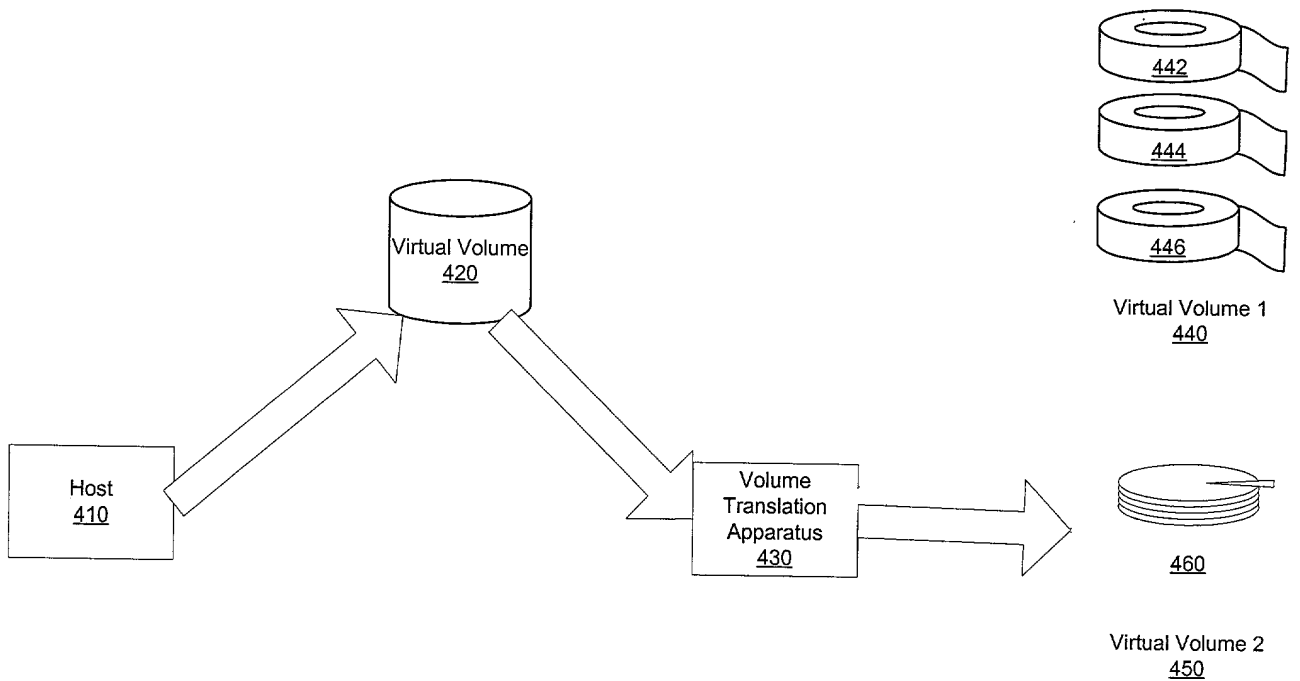 442
444
446
Virtual Volume 1
440
Virtual Volume
420
Host
410
Volume
Translation
Apparatus
430
460
Virtual Volume 2
450